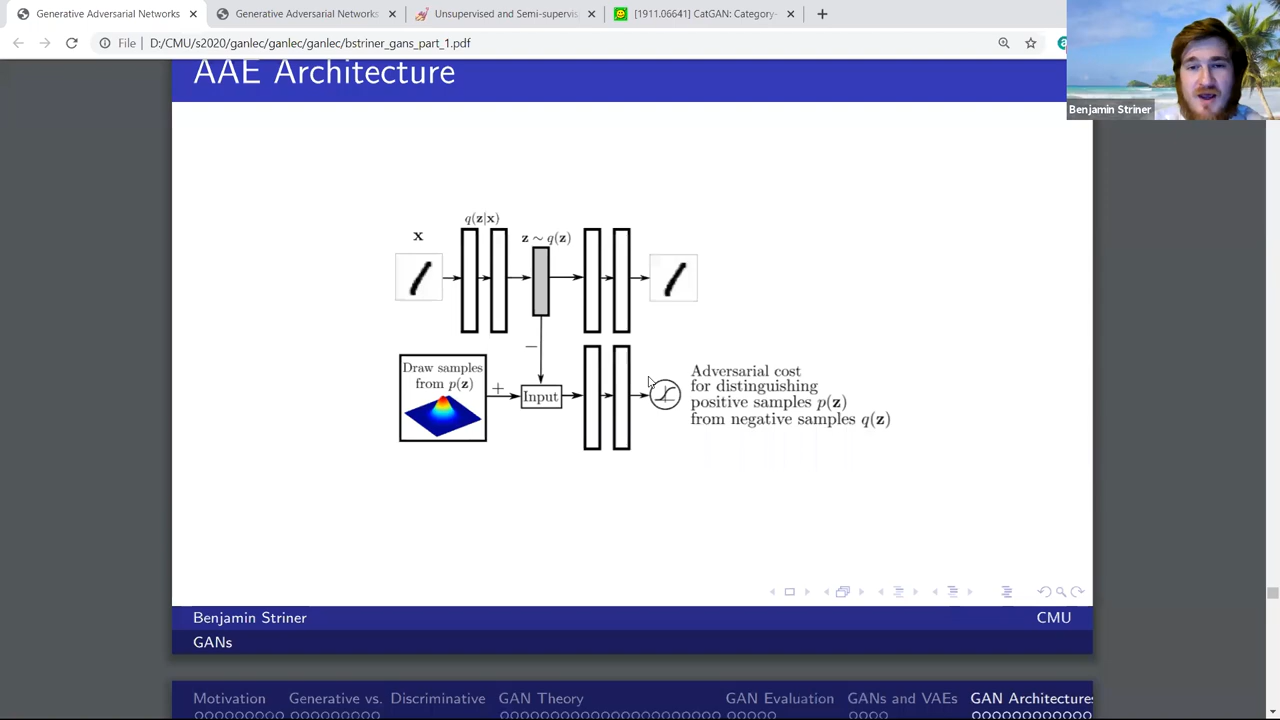 Generative Adversarial Networks
Generative Adversarial Networks
Unsupervised and Semi-supervis
[1911.06641] CatGAN: Category-
File
D:/CMU/s2020/ganlec/ganlec/ganlec/bstriner_gans_part_1.pdf
Benjamin Striner
AAE Architecture
q(z|x)
x
z ~ q(z)
−
Draw samples
from p(z)
+
Input
Adversarial cost
for distinguishing
positive samples p(z)
from negative samples q(z)
Benjamin Striner
CMU
GANs
Motivation
Generative vs. Discriminative
GAN Theory
GAN Evaluation
GANs and VAEs
GAN Architectures